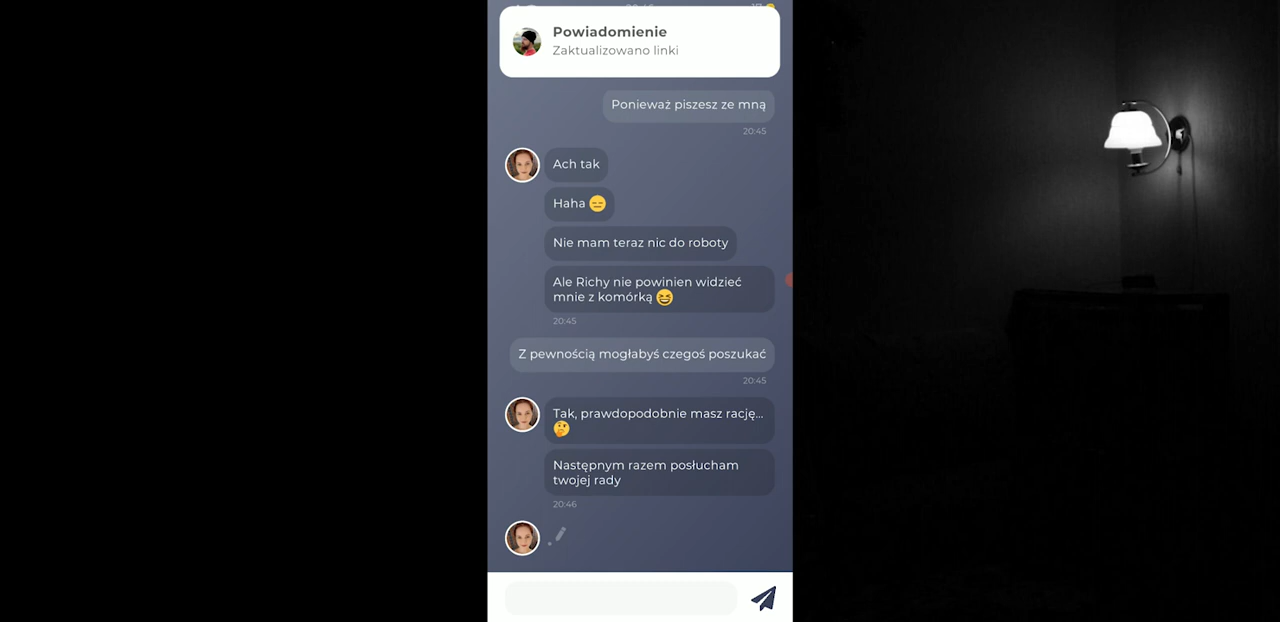 Powiadomienie
Zaktualizowano linki
Ponieważ piszesz ze mną
20:45
Ach tak
Haha 😑
Nie mam teraz nic do roboty
Ale Richy nie powinien widzieć
mnie z komórką 😆
20:45
Z pewnością mogłabyś czegoś poszukać
20:45
Tak, prawdopodobnie masz rację...
🤔
Następnym razem posłucham
twojej rady
20:46